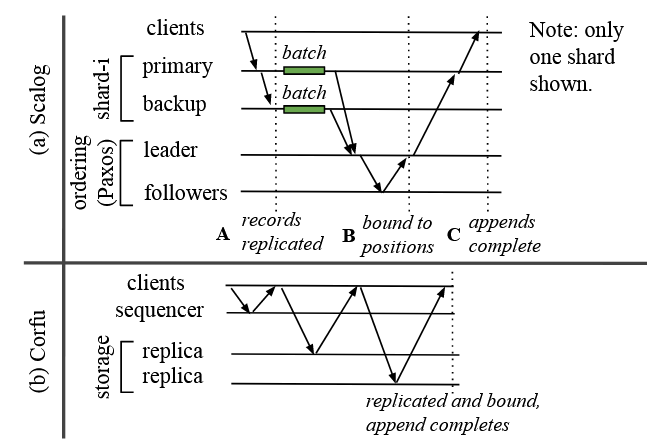 (a) Scalog
clients
shard-i
primary
batch
backup
batch
ordering
(Paxos)
leader
followers
Note: only
one shard
shown.
A records
replicated
B bound to
positions
C appends
complete
(b) Corfu
clients
sequencer
storage
replica
replica
replicated and bound,
append completes